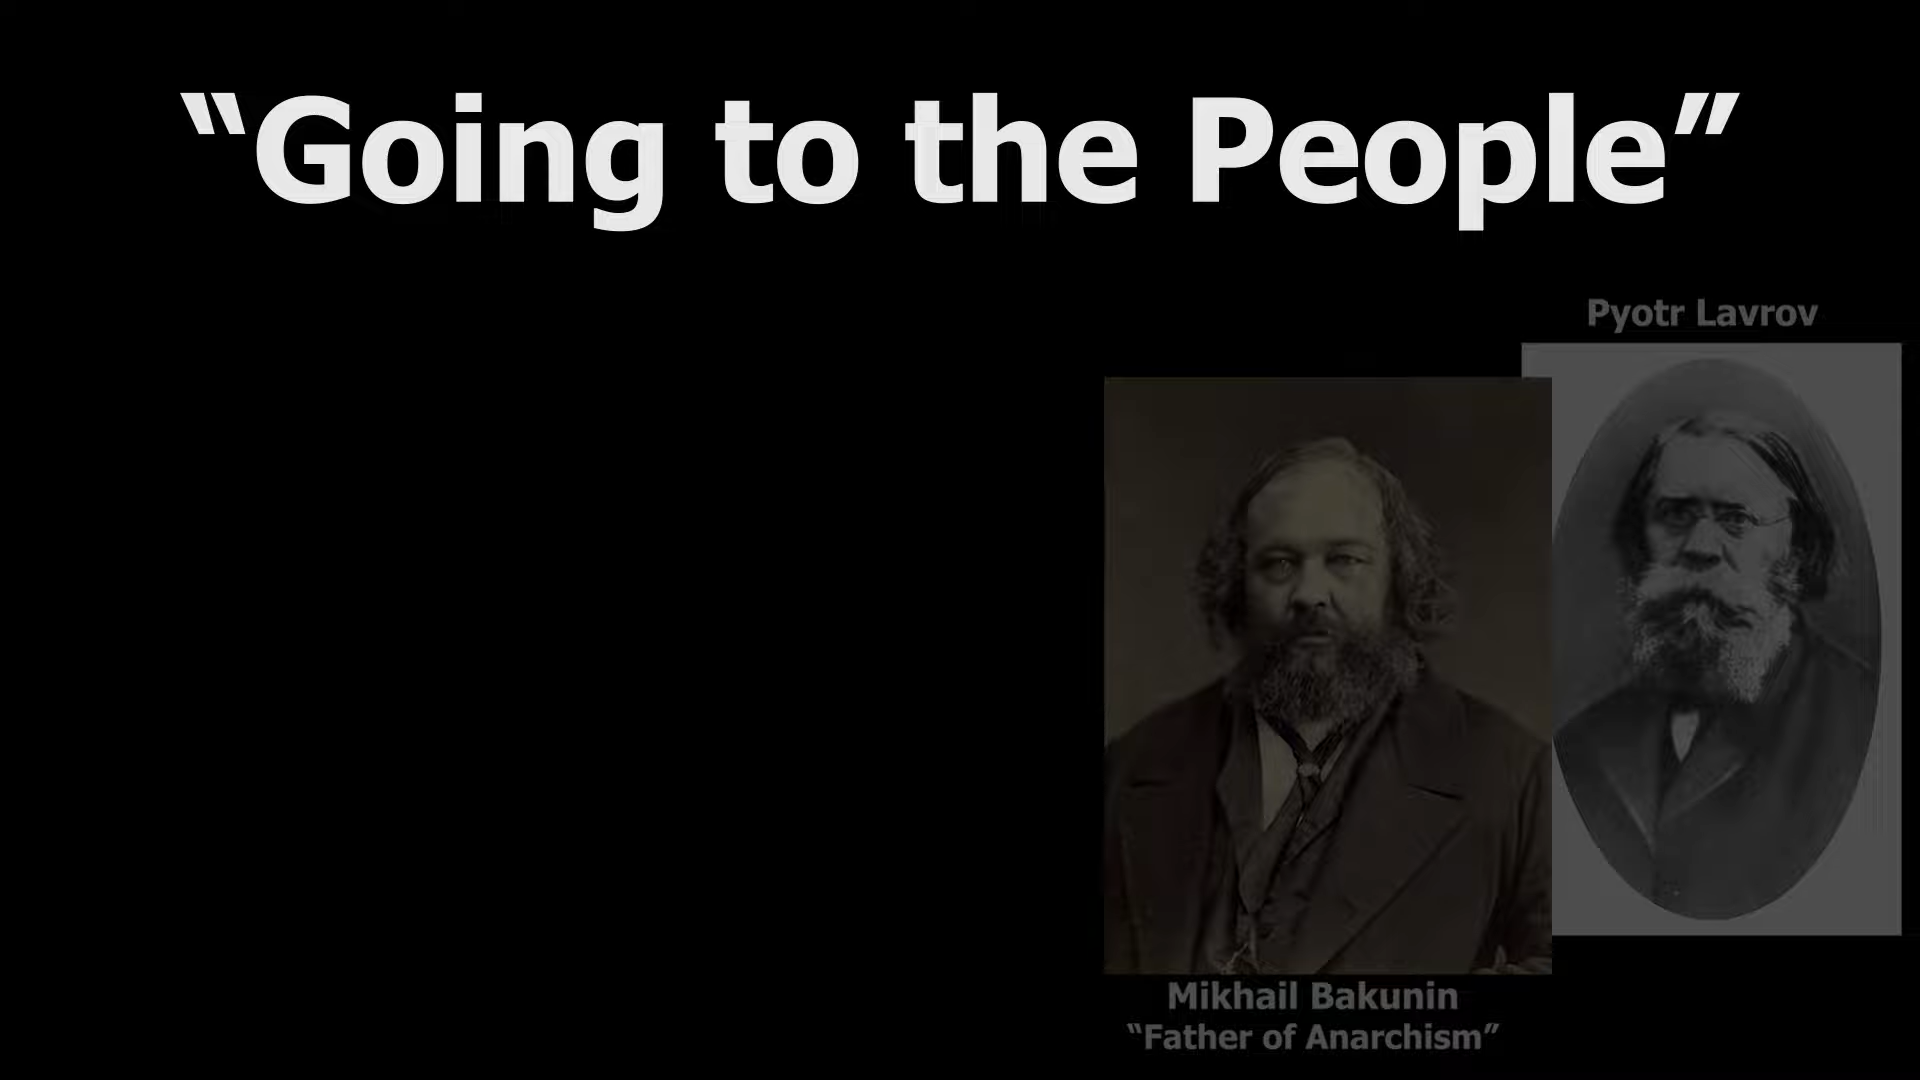 “Going to the People”
Pyotr Lavrov
Mikhail Bakunin
“Father of Anarchism”